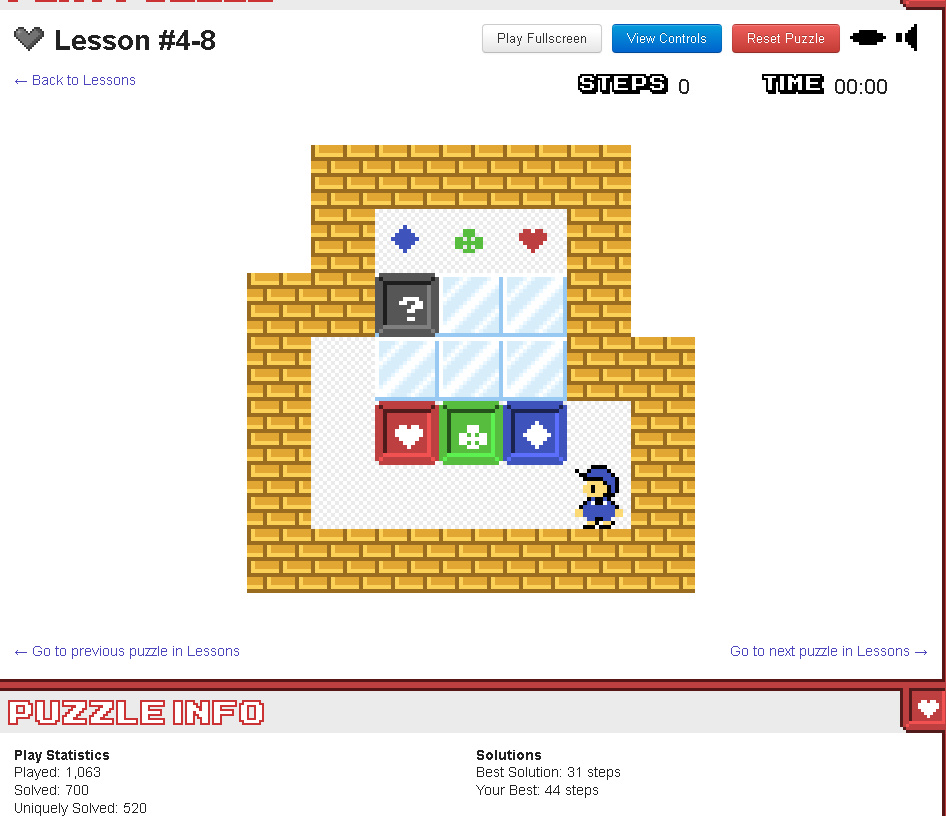 Lesson #4-8
Play Fullscreen
View Controls
Reset Puzzle
← Back to Lessons
STEPS 0
TIME 00:00
?
← Go to previous puzzle in Lessons
Go to next puzzle in Lessons →
PUZZLE INFO
Play Statistics
Played: 1,063
Solved: 700
Uniquely Solved: 520
Solutions
Best Solution: 31 steps
Your Best: 44 steps